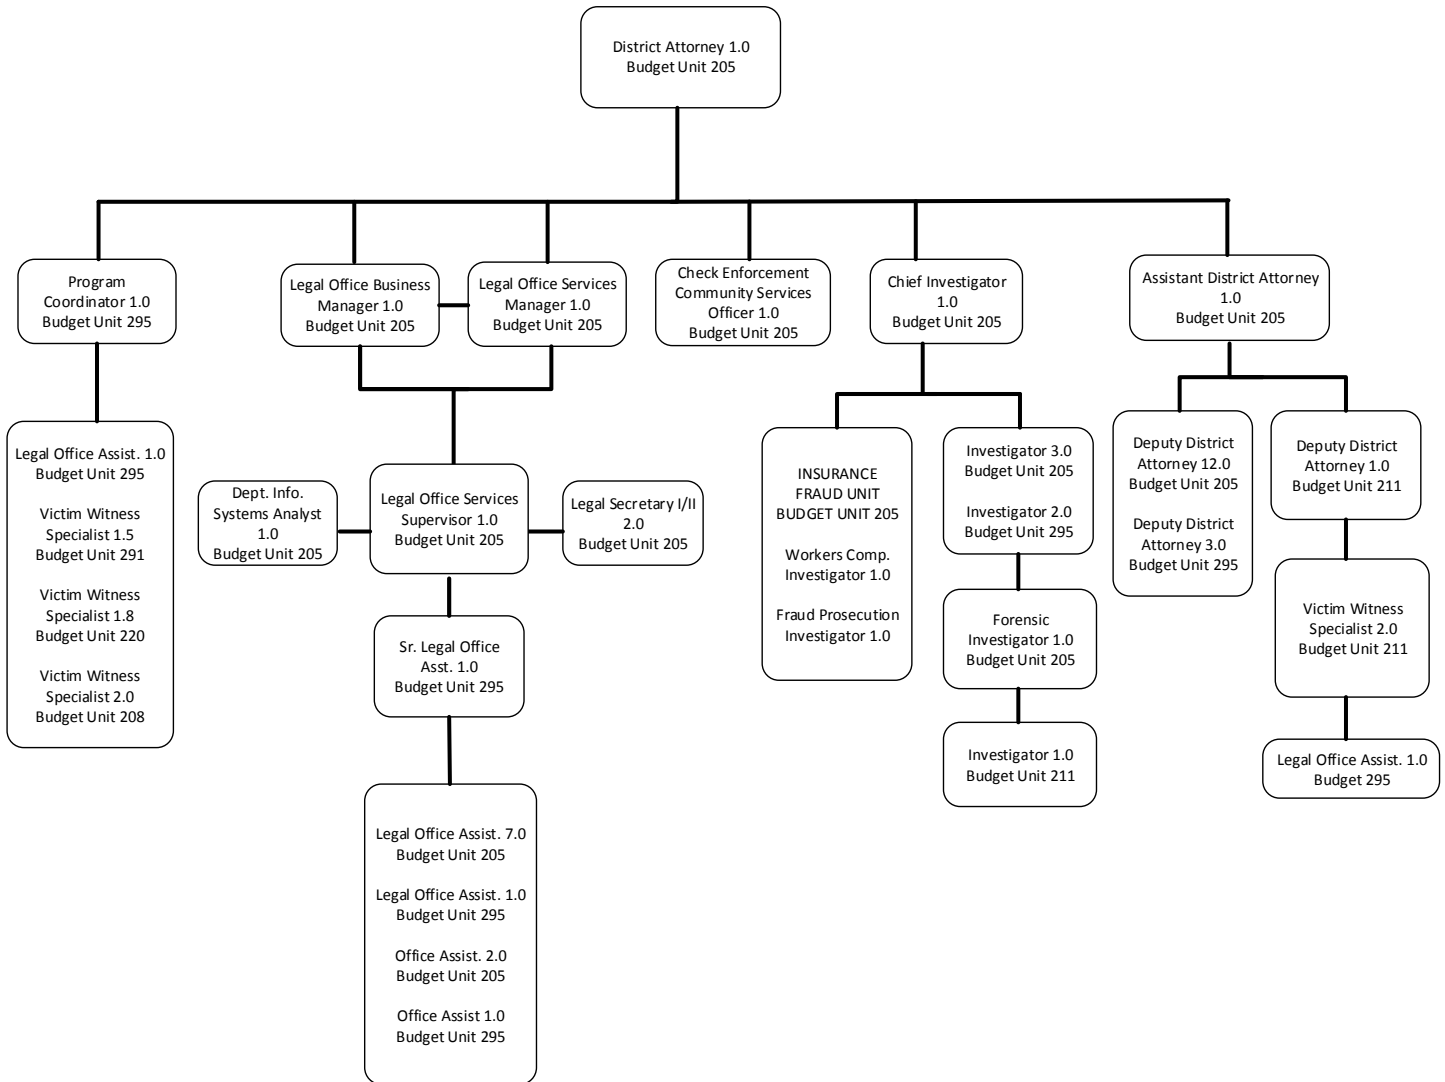 District Attorney 1.0
Budget Unit 205
Program
Coordinator 1.0
Budget Unit 295
Legal Office Business
Manager 1.0
Budget Unit 205
Legal Office Services
Manager 1.0
Budget Unit 205
Check Enforcement
Community Services
Officer 1.0
Budget Unit 205
Chief Investigator
1.0
Budget Unit 205
Assistant District Attorney
1.0
Budget Unit 205
Legal Office Assist. 1.0
Budget Unit 295
Victim Witness
Specialist 1.5
Budget Unit 291
Victim Witness
Specialist 1.8
Budget Unit 220
Victim Witness
Specialist 2.0
Budget Unit 208
Dept. Info.
Systems Analyst
1.0
Budget Unit 205
Legal Office Services
Supervisor 1.0
Budget Unit 205
Legal Secretary I/II
2.0
Budget Unit 205
Sr. Legal Office
Asst. 1.0
Budget Unit 295
Legal Office Assist. 7.0
Budget Unit 205
Legal Office Assist. 1.0
Budget Unit 295
Office Assist. 2.0
Budget Unit 205
Office Assist 1.0
Budget Unit 295
INSURANCE
FRAUD UNIT
BUDGET UNIT 205
Workers Comp.
Investigator 1.0
Fraud Prosecution
Investigator 1.0
Investigator 3.0
Budget Unit 205
Investigator 2.0
Budget Unit 295
Forensic
Investigator 1.0
Budget Unit 205
Investigator 1.0
Budget Unit 211
Deputy District
Attorney 12.0
Budget Unit 205
Deputy District
Attorney 3.0
Budget Unit 295
Deputy District
Attorney 1.0
Budget Unit 211
Victim Witness
Specialist 2.0
Budget Unit 211
Legal Office Assist. 1.0
Budget 295